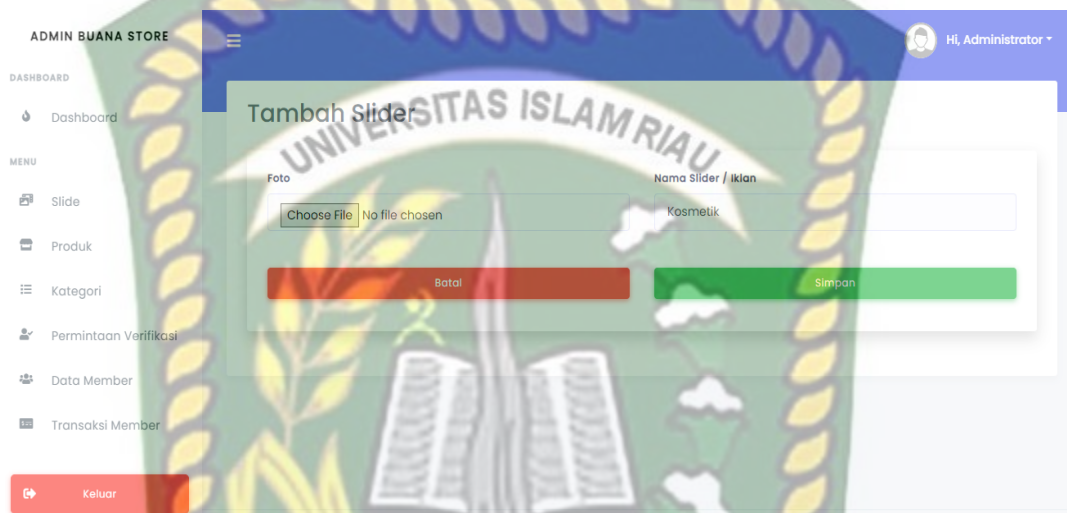 ADMIN BUANA STORE
Hi, Administrator
DASHBOARD
Dashboard
MENU
Slide
Produk
Kategori
Permintaan Verifikasi
Data Member
Transaksi Member
Keluar
Tambah Slider
UNIVERSITAS ISLAM RIAU
Foto
Choose File No file chosen
Nama Slider / Iklan
Kosmetik
Batal
Simpan